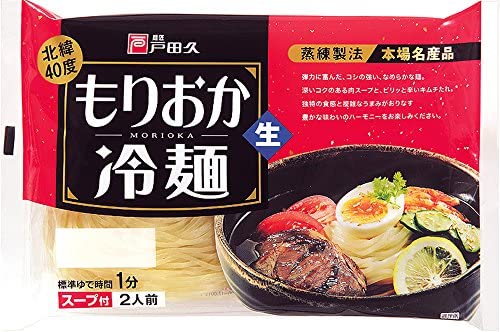 北緯
40度
麺匠
戸田久
もりおか
MORIOKA
冷麺
生
蒸練製法 本場名産品
弾力に富んだ、コシの強い、なめらかな麺。
深いコクのある肉スープと、ピリッと辛いキムチたれ。
独特の食感と複雑なうまみがおりなす
豊かな味わいのハーモニーをお楽しみください。
標準ゆで時間1分
スープ付 2人前
調理例